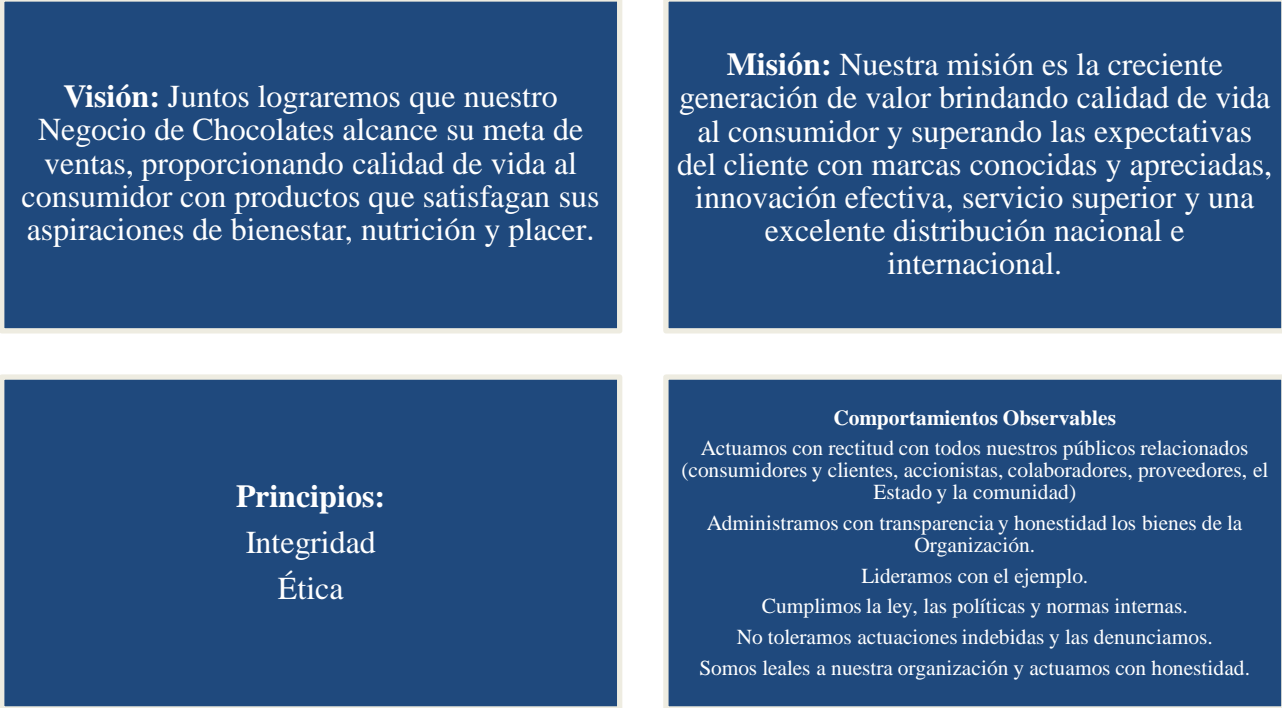 Visión: Juntos lograremos que nuestro
Negocio de Chocolates alcance su meta de
ventas, proporcionando calidad de vida al
consumidor con productos que satisfagan sus
aspiraciones de bienestar, nutrición y placer.
Misión: Nuestra misión es la creciente
generación de valor brindando calidad de vida
al consumidor y superando las expectativas
del cliente con marcas conocidas y apreciadas,
innovación efectiva, servicio superior y una
excelente distribución nacional e
internacional.
Principios:
Integridad
Ética
Comportamientos Observables
Actuamos con rectitud con todos nuestros públicos relacionados
(consumidores y clientes, accionistas, colaboradores, proveedores, el
Estado y la comunidad)
Administramos con transparencia y honestidad los bienes de la
Organización.
Lideramos con el ejemplo.
Cumplimos la ley, las políticas y normas internas.
No toleramos actuaciones indebidas y las denunciamos.
Somos leales a nuestra organización y actuamos con honestidad.